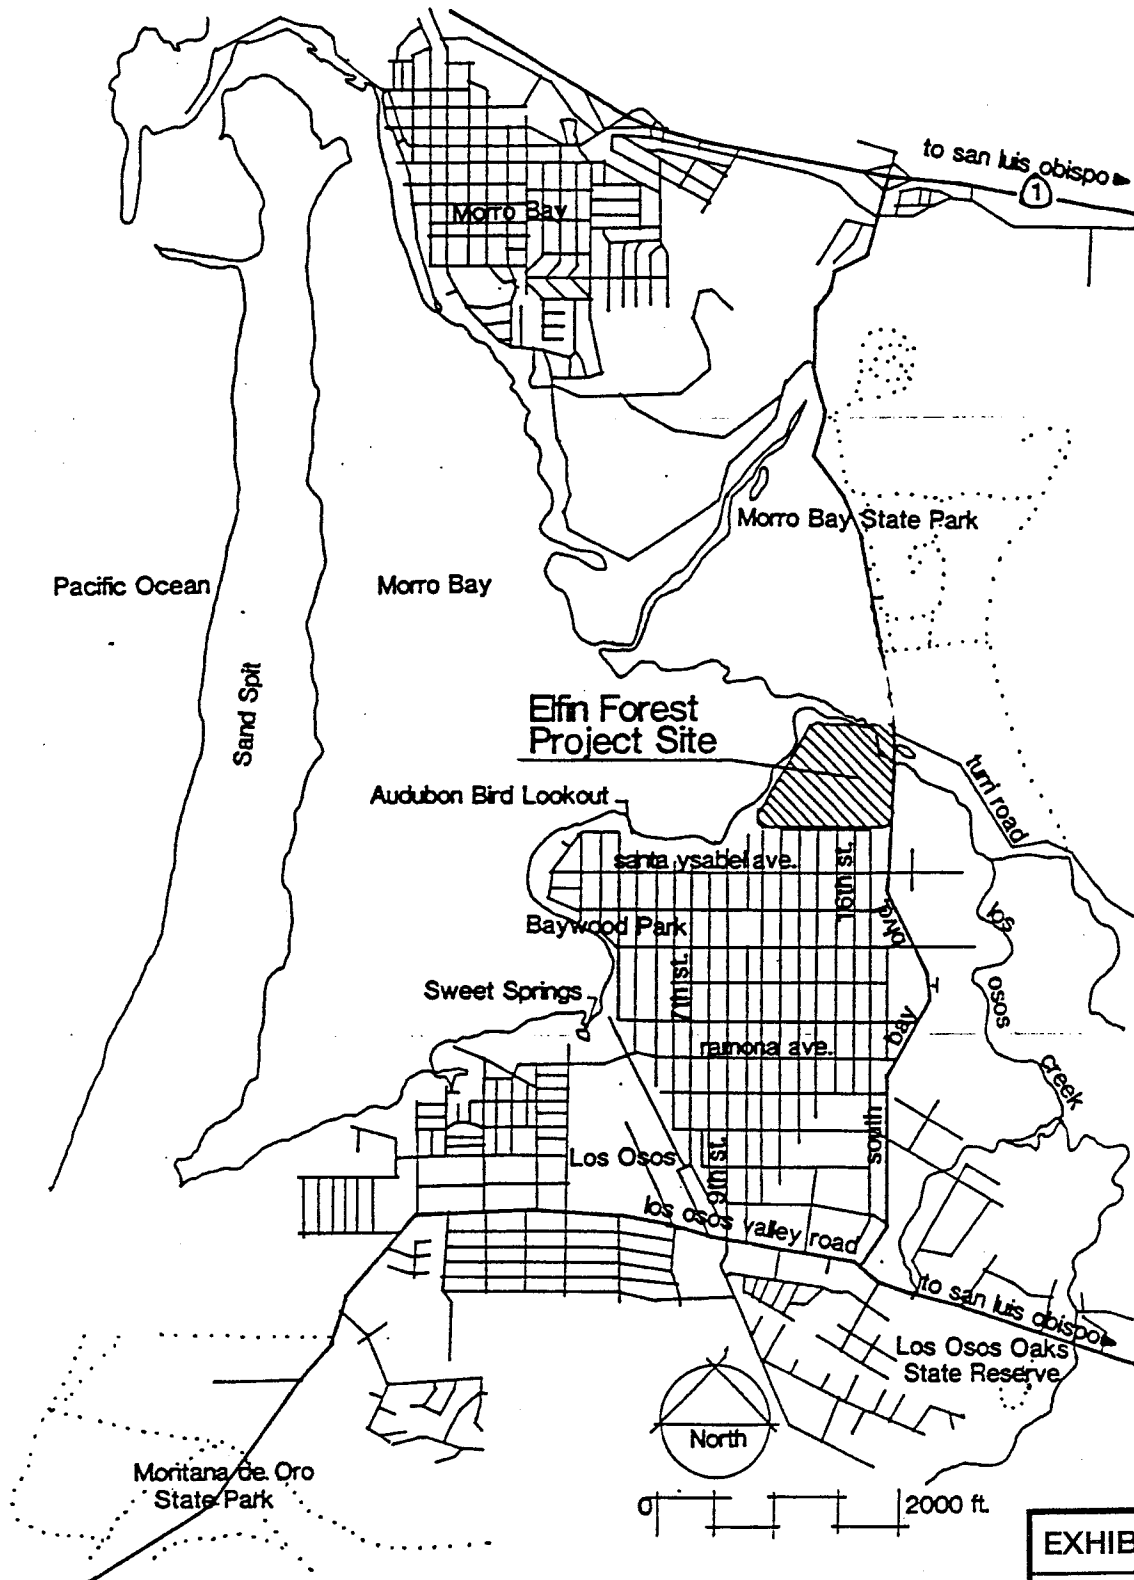 to san luis obispo
1
Morro Bay
Morro Bay State Park
Pacific Ocean
Morro Bay
Sand Spit
Elfin Forest
Project Site
turri road
Audubon Bird Lookout
santa ysabel ave.
16th st.
los
osos
creek
Baywood Park
blvd.
7th st.
Sweet Springs
bay
ramona ave.
south
Los Osos
9th st.
los osos valley road
to san luis obispo
Los Osos Oaks
State Reserve
North
Montana de Oro
State Park
0
2000 ft.
EXHIB